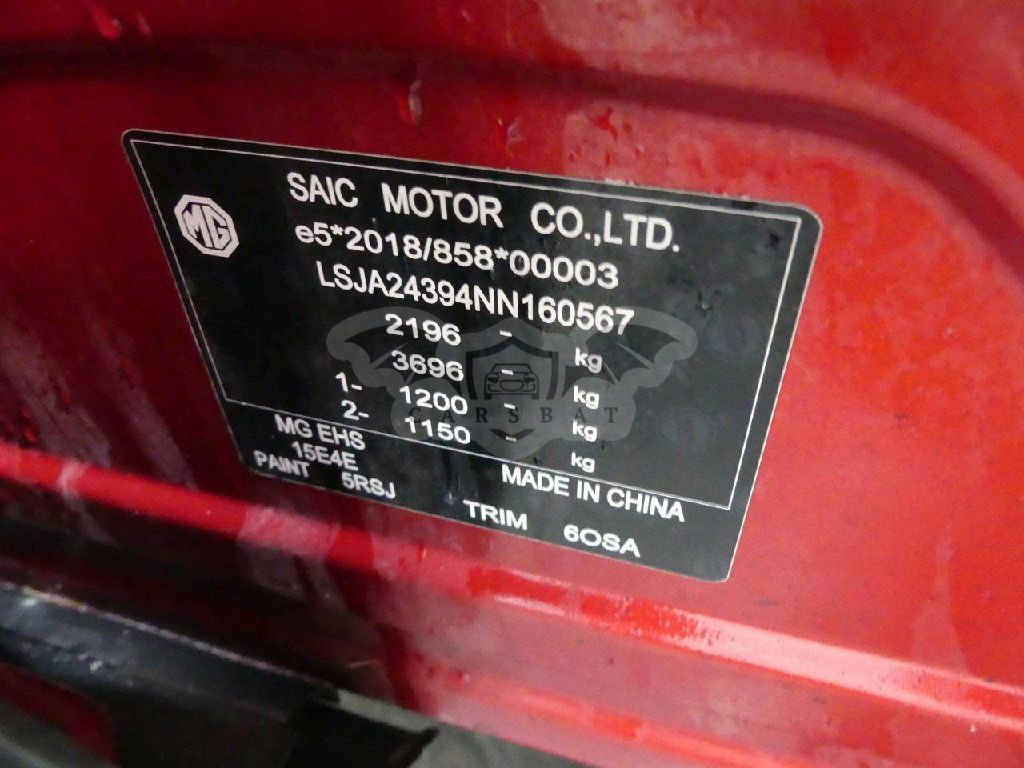 MG
SAIC MOTOR CO.,LTD.
e5*2018/858*00003
LSJA24394NN160567
2196 - kg
3696 - kg
1- 1200 - kg
2- 1150 - kg
CARSBAT
MG EHS
15E4E
MADE IN CHINA
PAINT 5RSJ TRIM 6OSA